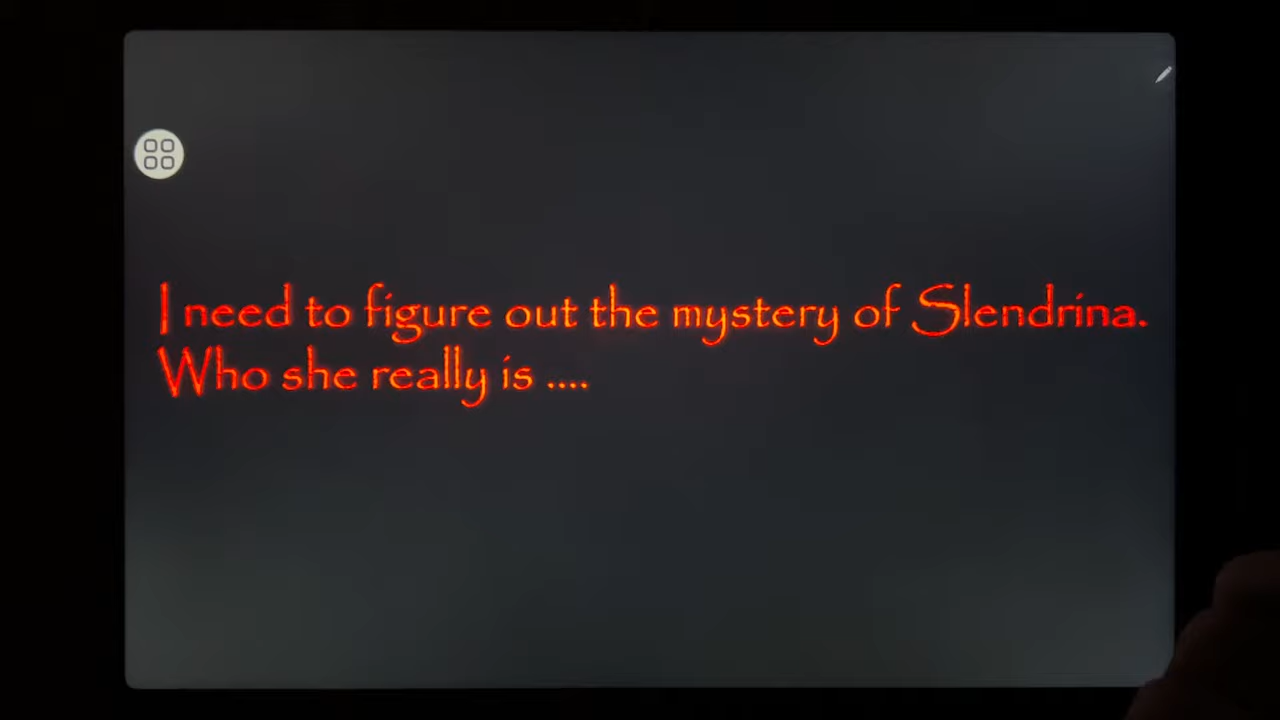 I need to figure out the mystery of Slendrina.
Who she really is ....